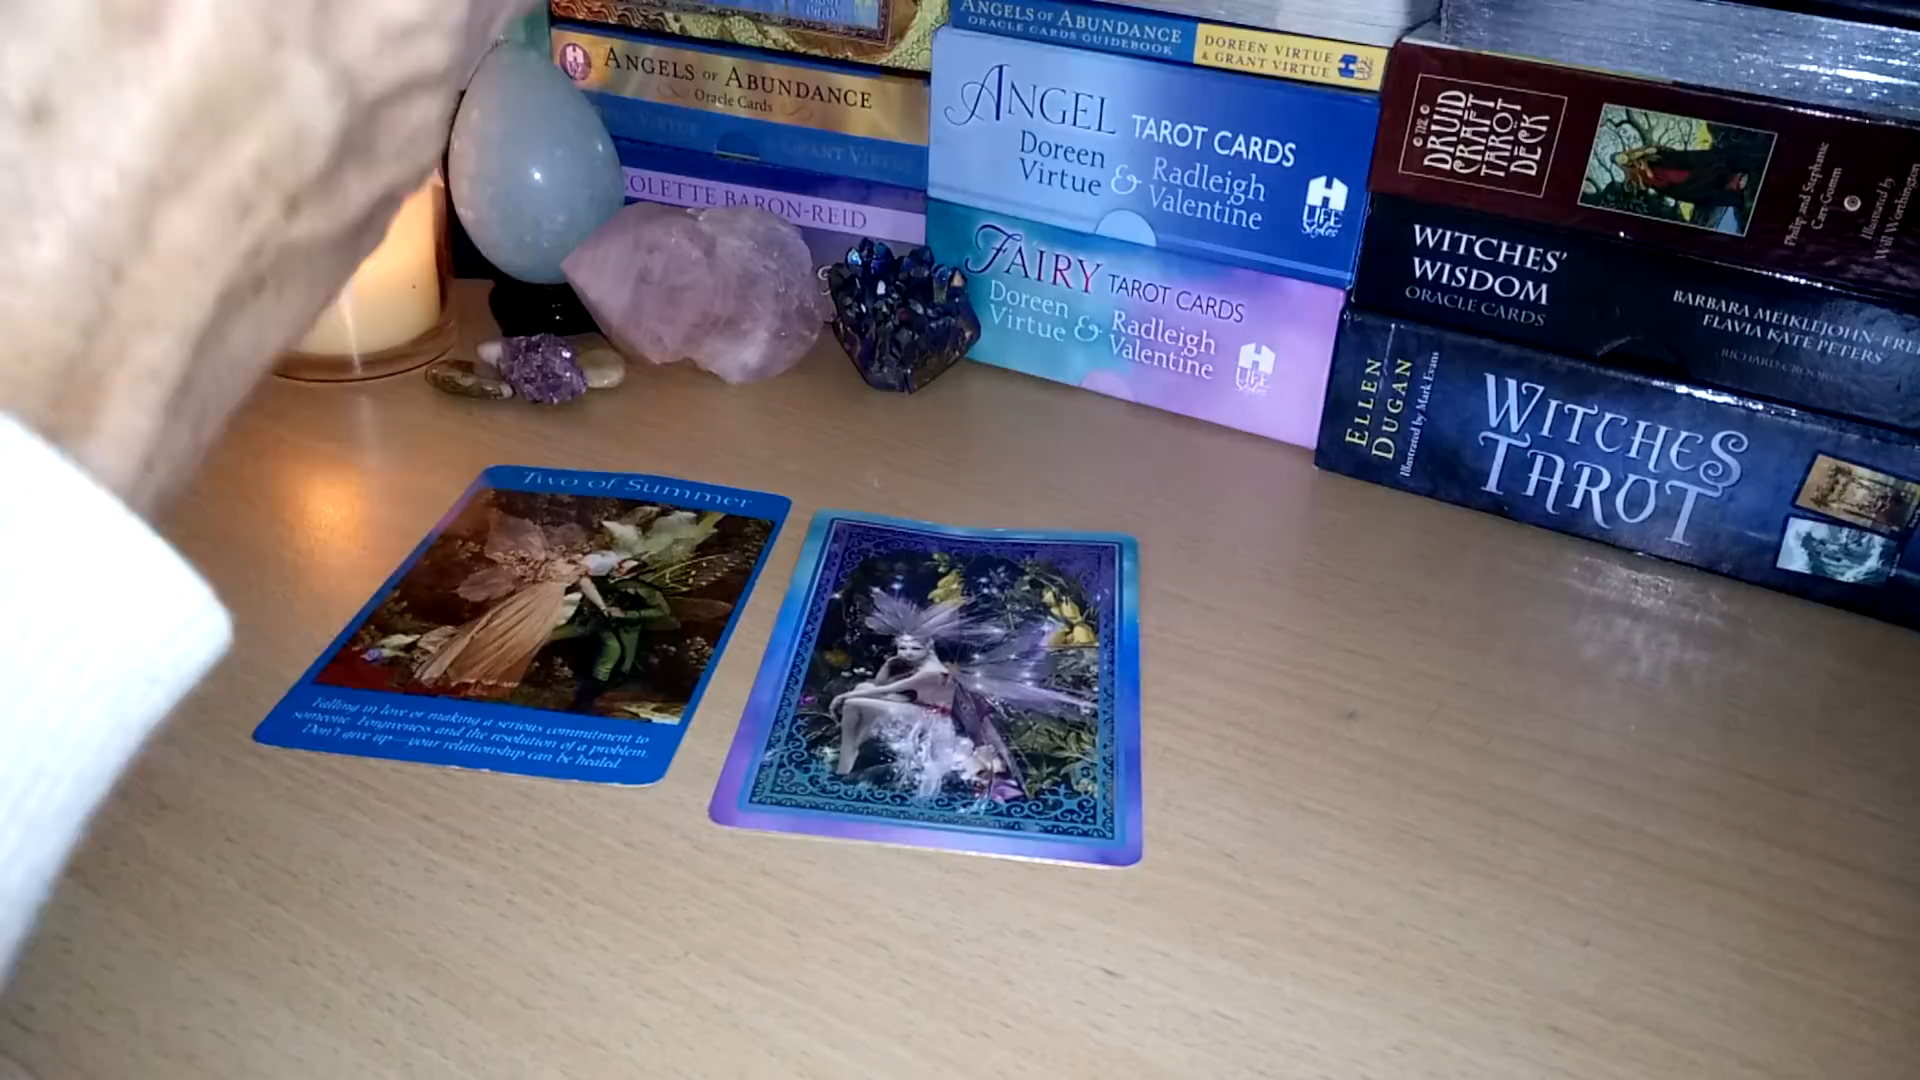 ANGELS OF ABUNDANCE
Oracle Cards
VIRTUE
GRANT VIRTUE
COLETTE BARON-REID
ANGELS OF ABUNDANCE
ORACLE CARDS GUIDEBOOK
DOREEN VIRTUE
& GRANT VIRTUE
ANGEL TAROT CARDS
Doreen Virtue & Radleigh Valentine
LIFE
Styles
FAIRY TAROT CARDS
Doreen Virtue & Radleigh Valentine
LIFE
Styles
THE
DRUID
CRAFT
TAROT
DECK
Philip and Stephanie
Carr-Gomm
Illustrated by
Will Worthington
WITCHES'
WISDOM
ORACLE CARDS
BARBARA MEIKLEJOHN-FREE
FLAVIA KATE PETERS
ELLEN
DUGAN
Illustrated by Mark Evans
WITCHES
TAROT
Two of Summer
Falling in love or making a serious commitment to
someone. Forgiveness and the resolution of a problem.
Don't give up—your relationship can be healed.